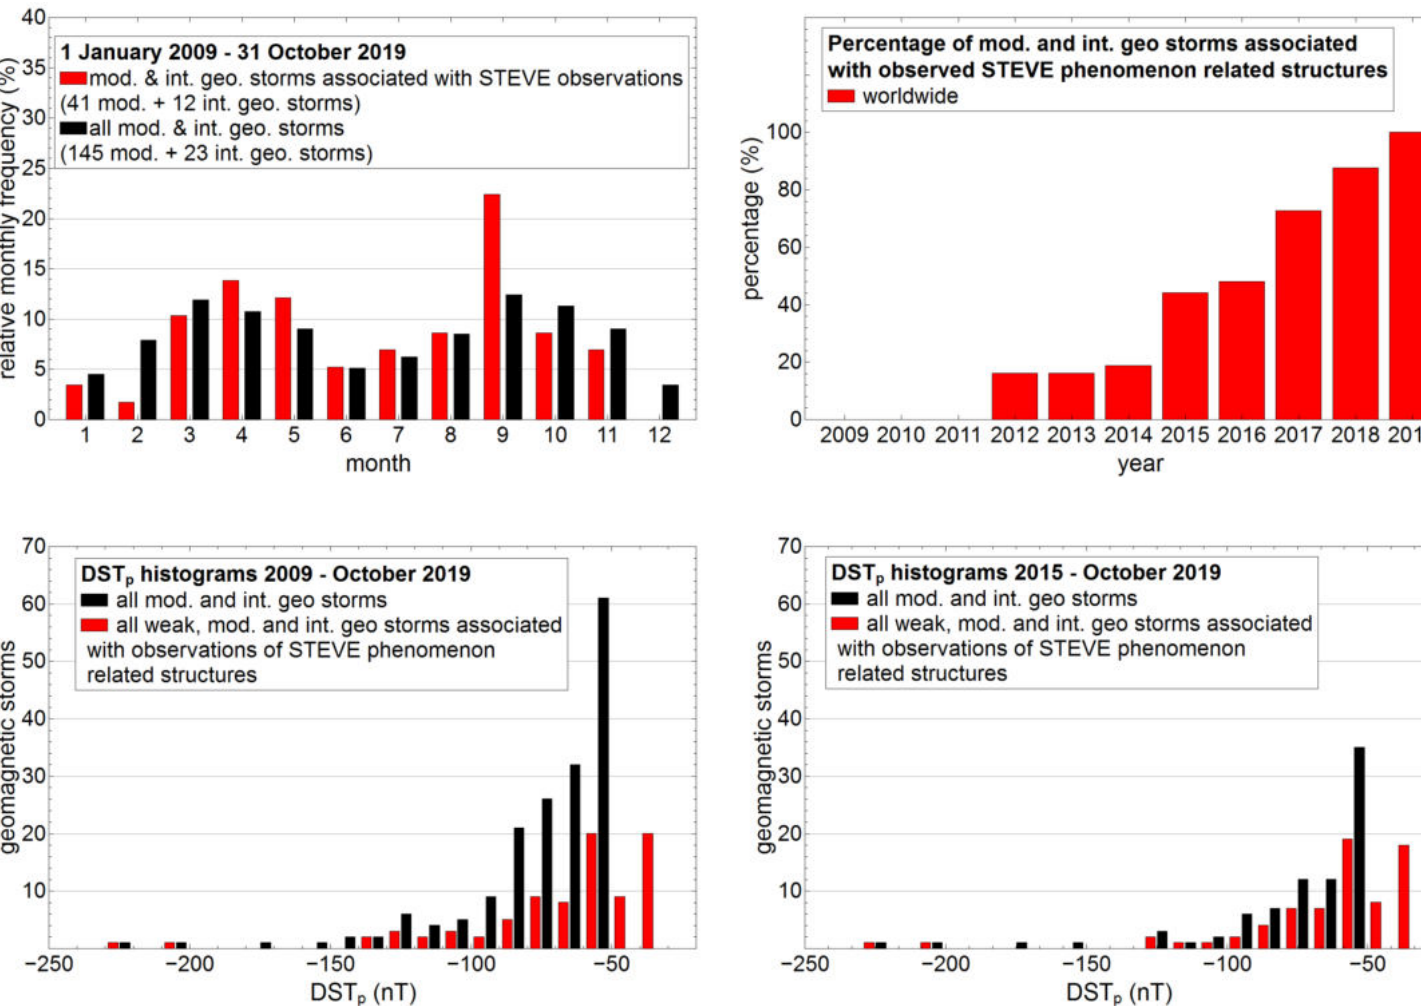 40
35
30
25
20
15
10
5
0
relative monthly frequency (%)
1 January 2009 - 31 October 2019
mod. & int. geo. storms associated with STEVE observations
(41 mod. + 12 int. geo. storms)
all mod. & int. geo. storms
(145 mod. + 23 int. geo. storms)
1 2 3 4 5 6 7 8 9 10 11 12
month
Percentage of mod. and int. geo storms associated
with observed STEVE phenomenon related structures
worldwide
100
80
60
40
20
0
percentage (%)
2009 2010 2011 2012 2013 2014 2015 2016 2017 2018 201
year
70
60
50
40
30
20
10
geomagnetic storms
DSTp histograms 2009 - October 2019
all mod. and int. geo storms
all weak, mod. and int. geo storms associated
with observations of STEVE phenomenon
related structures
−250 −200 −150 −100 −50
DSTp (nT)
70
60
50
40
30
20
10
geomagnetic storms
DSTp histograms 2015 - October 2019
all mod. and int. geo storms
all weak, mod. and int. geo storms associated
with observations of STEVE phenomenon
related structures
−250 −200 −150 −100 −50
DSTp (nT)